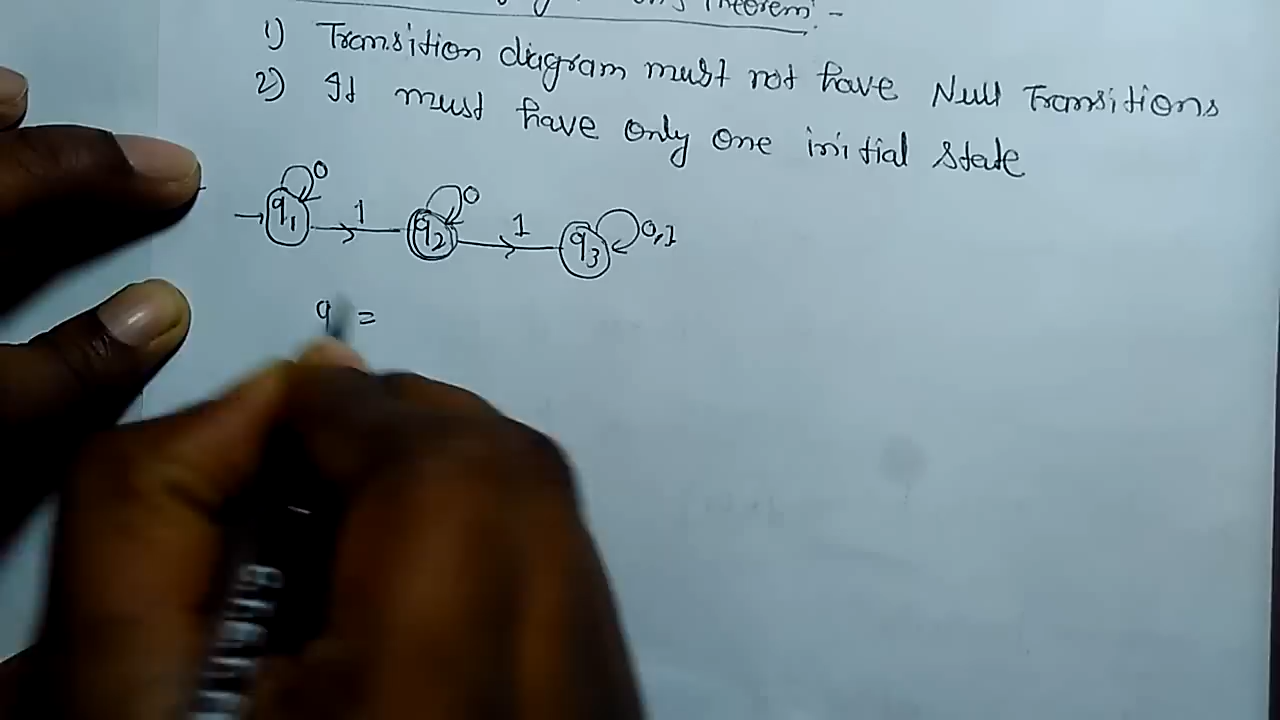 Theorem :-
1) Transition diagram must not have Null Transitions
2) It must have only one initial state
0 0 0,1
q1 1 q2 1 q3
q =